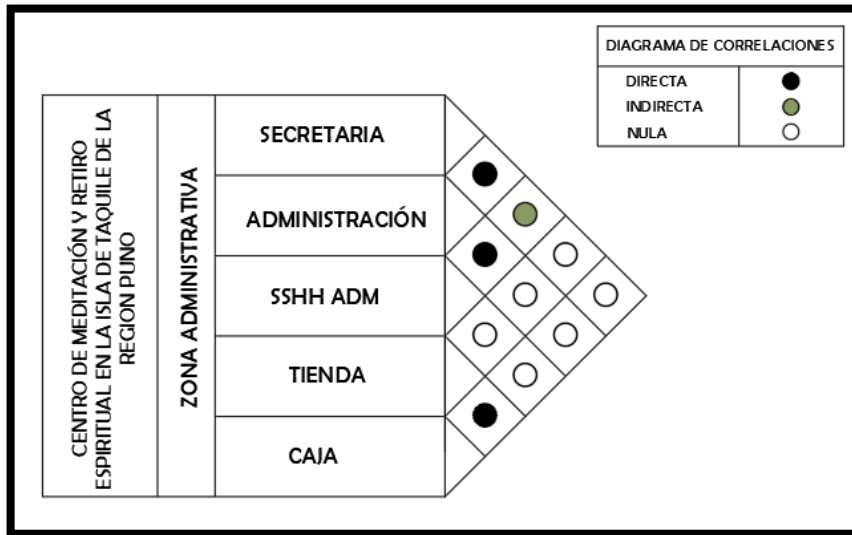 DIAGRAMA DE CORRELACIONES
DIRECTA
INDIRECTA
NULA
CENTRO DE MEDITACIÓN Y RETIRO
ESPIRITUAL EN LA ISLA DE TAQUILE DE LA
REGION PUNO
ZONA ADMINISTRATIVA
SECRETARIA
ADMINISTRACIÓN
SSHH ADM
TIENDA
CAJA